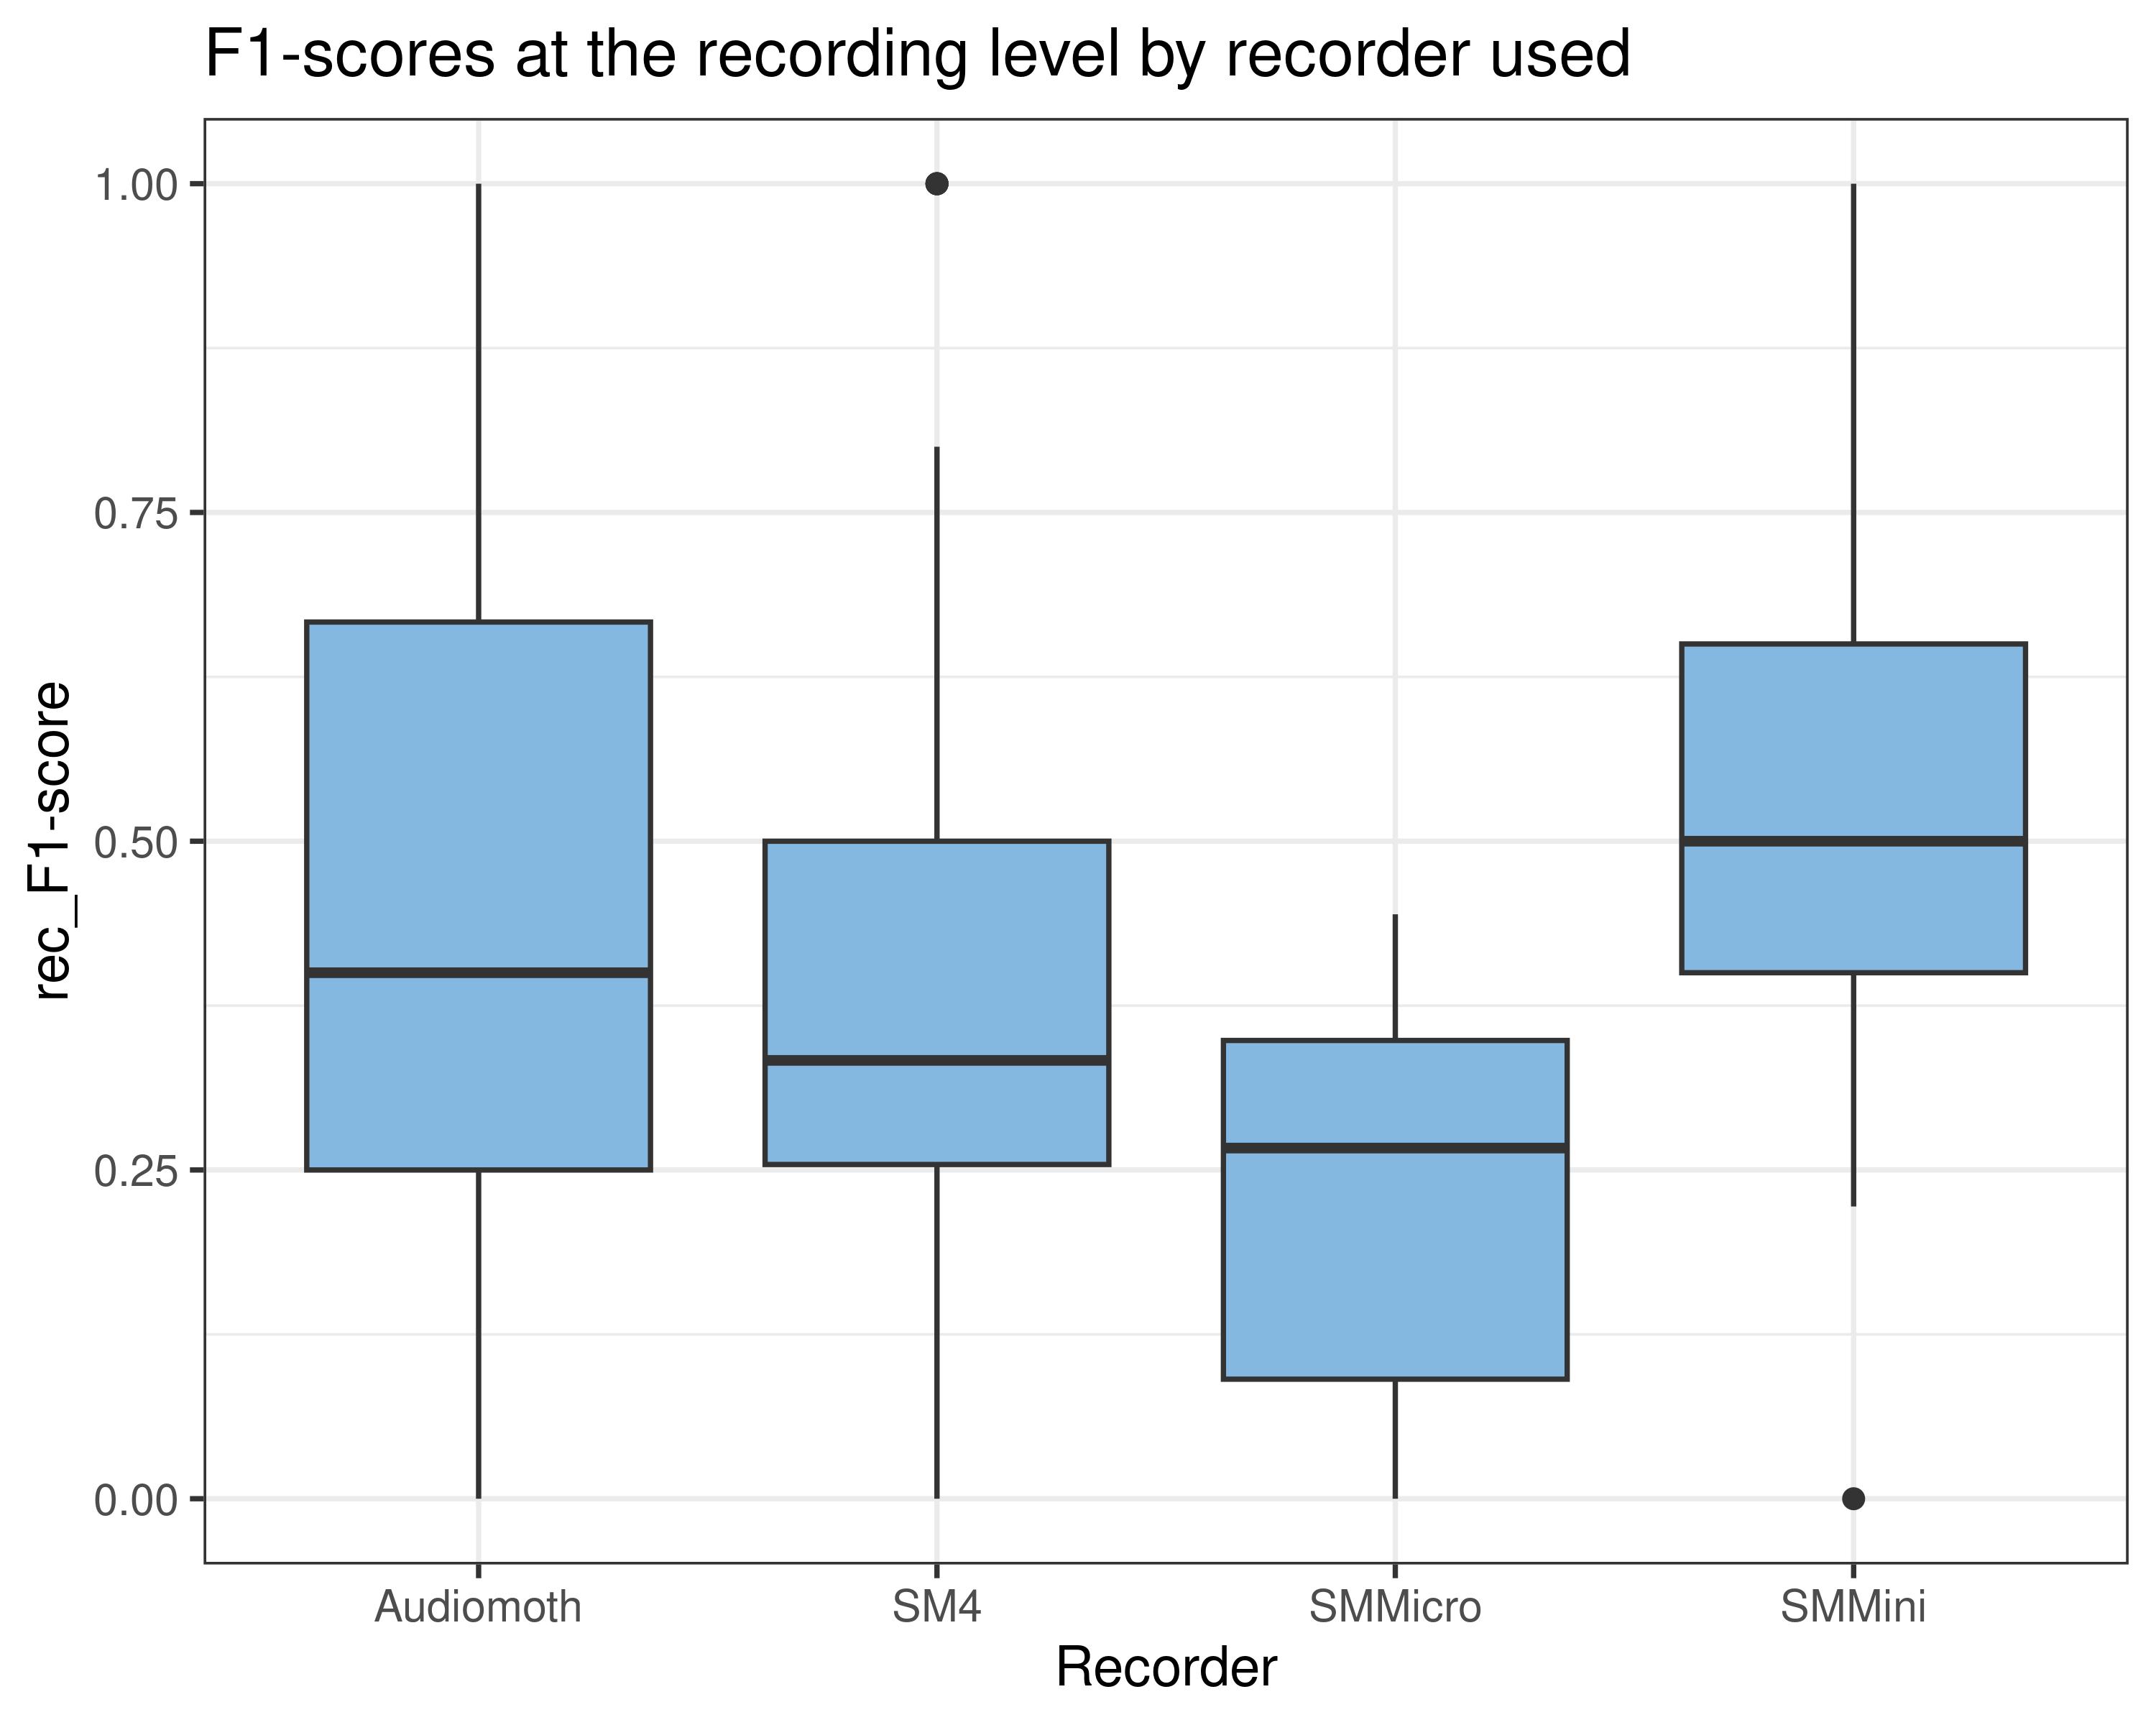 F1-scores at the recording level by recorder used
rec_F1-score
1.00
0.75
0.50
0.25
0.00
Audiomoth SM4 SMMicro SMMini
Recorder